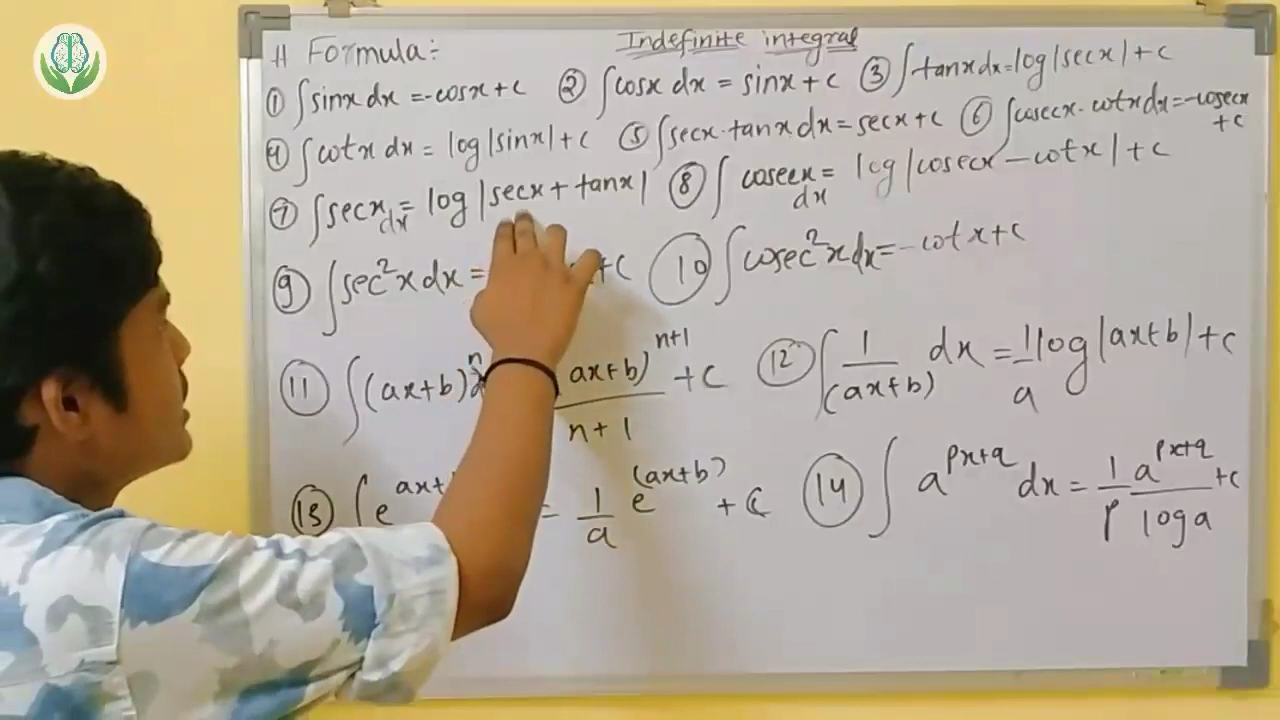 # Formula:- Indefinite integral
① ∫sinx dx = -cosx + c ② ∫cosx dx = sinx + c ③ ∫tanx dx = log|secx| + c
④ ∫cotx dx = log|sinx| + c ⑤ ∫secx·tanx dx = secx + c ⑥ ∫cosecx·cotx dx = -cosecx + c
⑦ ∫secx dx = log|secx + tanx| ⑧ ∫cosecx dx = log|cosecx - cotx| + c
⑨ ∫sec²x dx = + c ⑩ ∫cosec²x dx = -cotx + c
⑪ ∫(ax+b)ⁿ (ax+b)ⁿ⁺¹/n+1 + c ⑫ ∫1/(ax+b) dx = 1/a log|ax+b| + c
⑬ ∫e^ax+ = 1/a e^(ax+b) + c ⑭ ∫a^px+q dx = 1/p a^px+q/log a + c